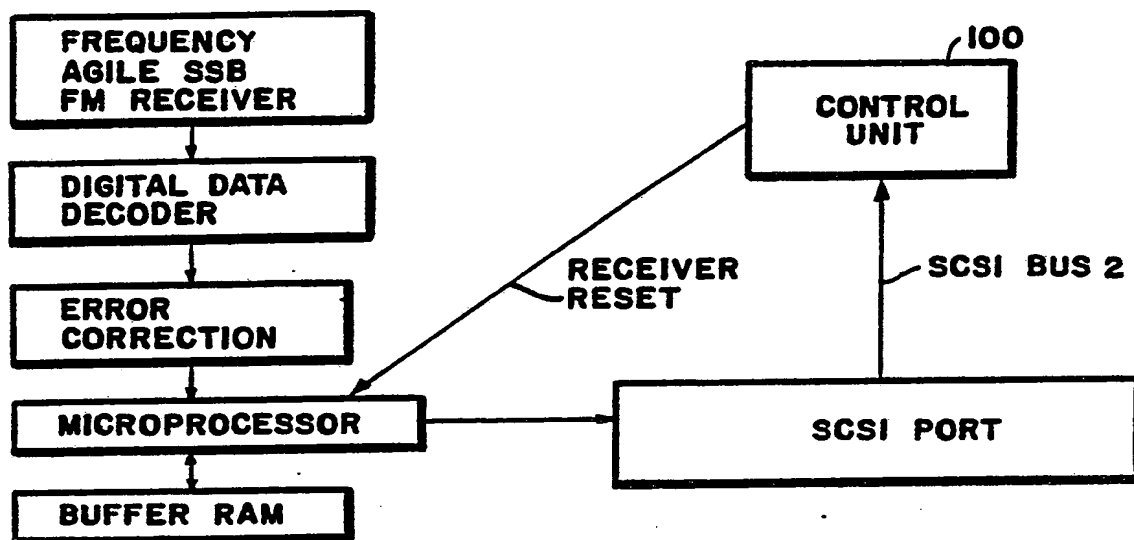 FREQUENCY
AGILE SSB
FM RECEIVER
DIGITAL DATA
DECODER
ERROR
CORRECTION
MICROPROCESSOR
BUFFER RAM
100
CONTROL
UNIT
RECEIVER
RESET
SCSI BUS 2
SCSI PORT